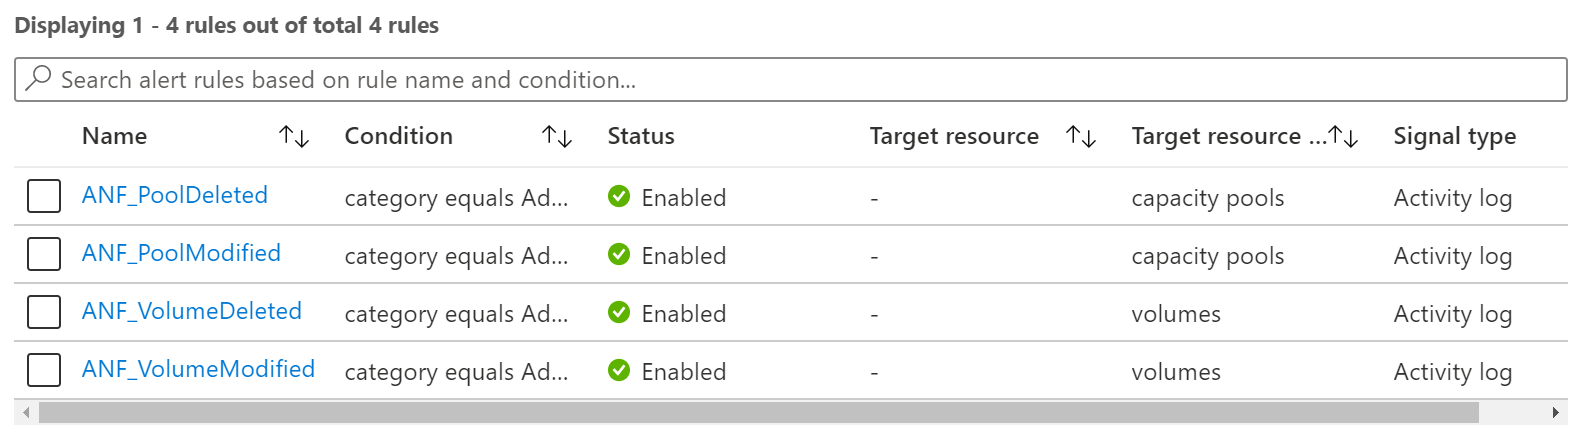 Displaying 1 - 4 rules out of total 4 rules
Search alert rules based on rule name and condition...
Name Condition Status Target resource Target resource ... Signal type
ANF_PoolDeleted category equals Ad... Enabled - capacity pools Activity log
ANF_PoolModified category equals Ad... Enabled - capacity pools Activity log
ANF_VolumeDeleted category equals Ad... Enabled - volumes Activity log
ANF_VolumeModified category equals Ad... Enabled - volumes Activity log